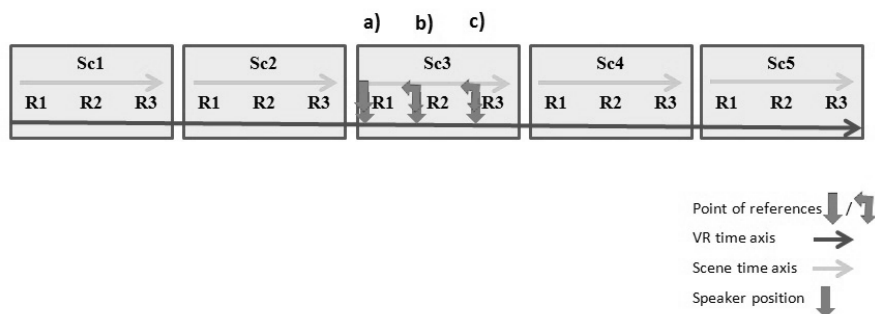 a) b) c)
Sc1 Sc2 Sc3 Sc4 Sc5
R1 R2 R3 R1 R2 R3 R1 R2 R3 R1 R2 R3 R1 R2 R3
Point of references /
VR time axis
Scene time axis
Speaker position